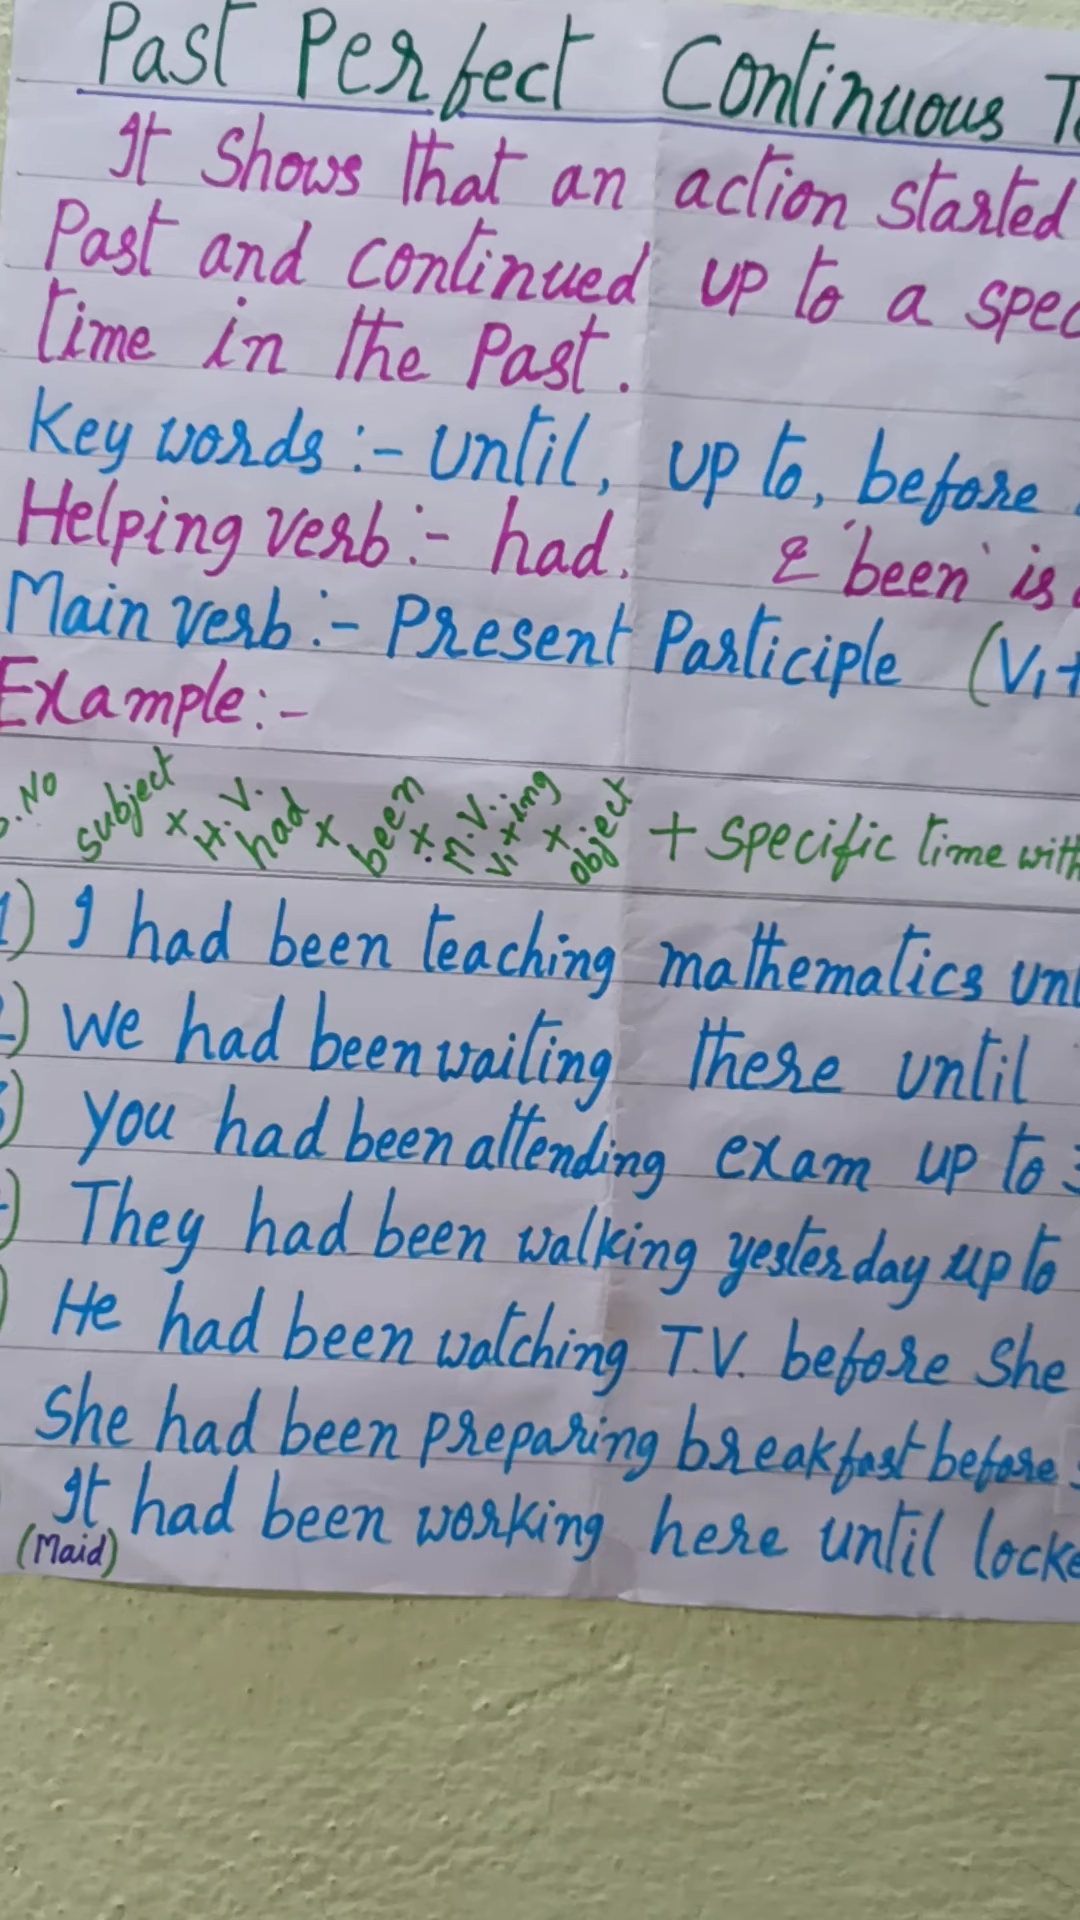 Past Perfect Continuous
It shows that an action started
Past and continued up to a
time in the Past.
Key words :- until, up to, before
Helping verb :- had. & 'been' is
Main verb :- Present Participle (V1+
Example :-
S.No subject + H.V. had + been + M.V. V1+ing + object + specific time with
1) I had been teaching mathematics
2) We had been waiting there until
3) You had been attending exam up to
4) They had been walking yesterday up to
) He had been watching T.V. before She
She had been preparing breakfast before
It had been working here until
(Maid)